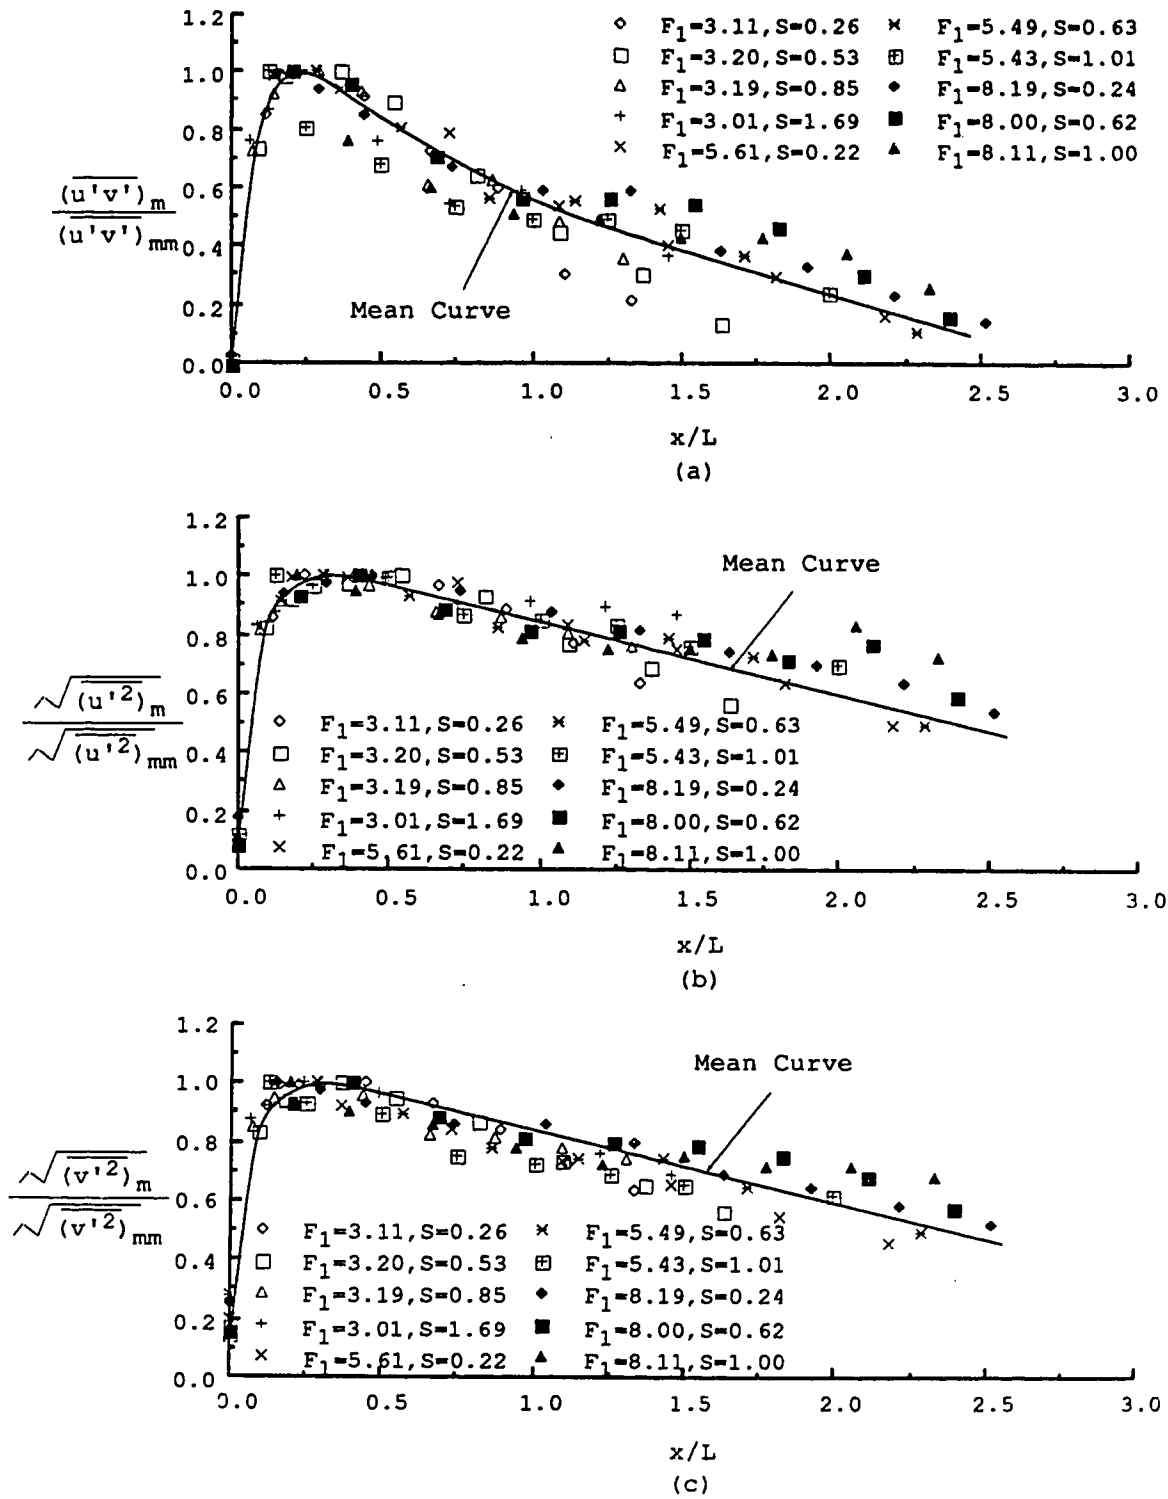 F1=3.11,S=0.26 F1=5.49,S=0.63
F1=3.20,S=0.53 F1=5.43,S=1.01
F1=3.19,S=0.85 F1=8.19,S=0.24
F1=3.01,S=1.69 F1=8.00,S=0.62
F1=5.61,S=0.22 F1=8.11,S=1.00
1.2
1.0
0.8
0.6
0.4
0.2
0.0
(u'v')m
(u'v')mm
Mean Curve
0.0 0.5 1.0 1.5 2.0 2.5 3.0
x/L
(a)
1.2
1.0
0.8
0.6
0.4
0.2
0.0
√(u'2)m
√(u'2)mm
Mean Curve
F1=3.11,S=0.26 F1=5.49,S=0.63
F1=3.20,S=0.53 F1=5.43,S=1.01
F1=3.19,S=0.85 F1=8.19,S=0.24
F1=3.01,S=1.69 F1=8.00,S=0.62
F1=5.61,S=0.22 F1=8.11,S=1.00
0.0 0.5 1.0 1.5 2.0 2.5 3.0
x/L
(b)
1.2
1.0
0.8
0.6
0.4
0.2
0.0
√(v'2)m
√(v'2)mm
Mean Curve
F1=3.11,S=0.26 F1=5.49,S=0.63
F1=3.20,S=0.53 F1=5.43,S=1.01
F1=3.19,S=0.85 F1=8.19,S=0.24
F1=3.01,S=1.69 F1=8.00,S=0.62
F1=5.61,S=0.22 F1=8.11,S=1.00
0.0 0.5 1.0 1.5 2.0 2.5 3.0
x/L
(c)